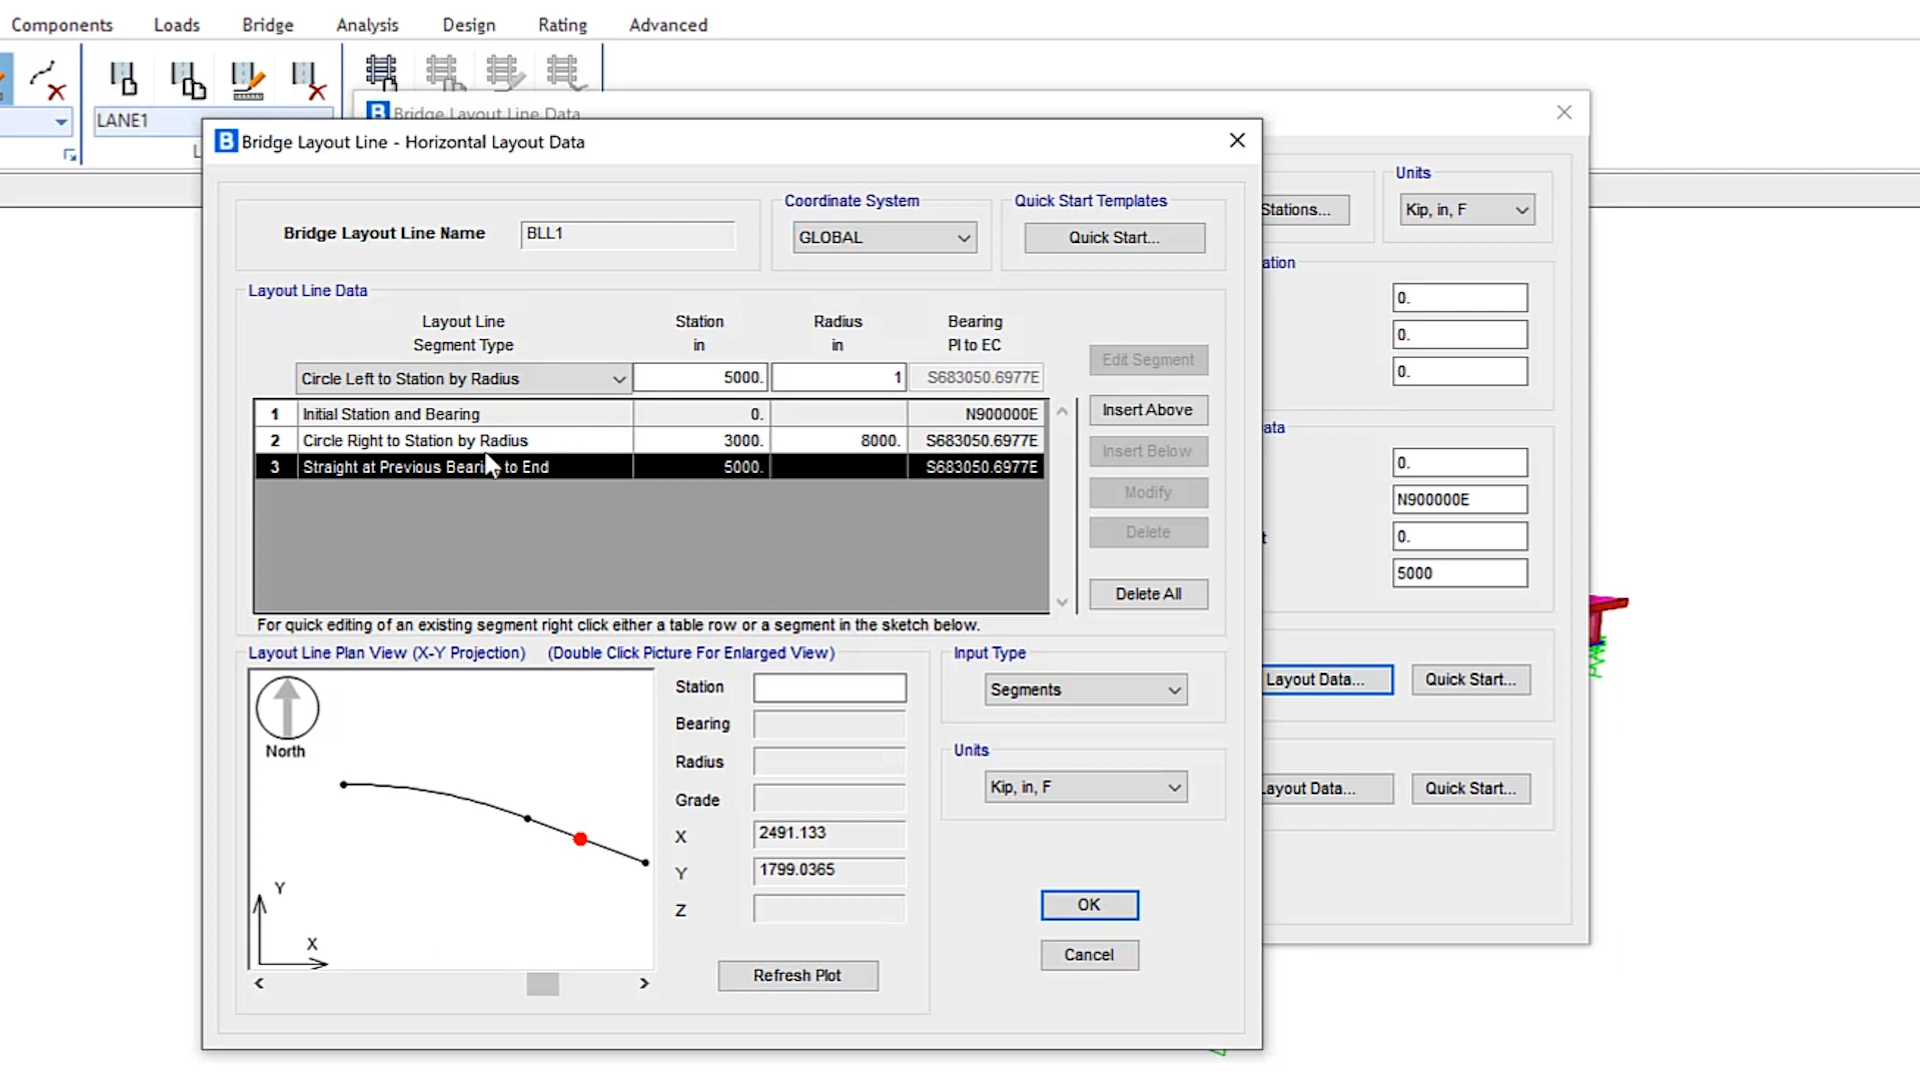 Components Loads Bridge Analysis Design Rating Advanced
LANE1
Bridge Layout Line Data
Bridge Layout Line - Horizontal Layout Data
Units
Kip, in, F
Stations...
Bridge Layout Line Name BLL1
Coordinate System
GLOBAL
Quick Start Templates
Quick Start...
ation
0.
0.
0.
Layout Line Data
Layout Line Segment Type Station in Radius in Bearing PI to EC
Circle Left to Station by Radius 5000. 1 S683050.6977E
1 Initial Station and Bearing 0. N900000E
2 Circle Right to Station by Radius 3000. 8000. S683050.6977E
3 Straight at Previous Bearing to End 5000. S683050.6977E
Edit Segment
Insert Above
Insert Below
Modify
Delete
Delete All
ata
0.
N900000E
t 0.
5000
For quick editing of an existing segment right click either a table row or a segment in the sketch below.
Layout Line Plan View (X-Y Projection) (Double Click Picture For Enlarged View)
North
Y
X
Station
Bearing
Radius
Grade
X 2491.133
Y 1799.0365
Z
Refresh Plot
Input Type
Segments
Units
Kip, in, F
OK
Cancel
Layout Data... Quick Start...
Layout Data... Quick Start...